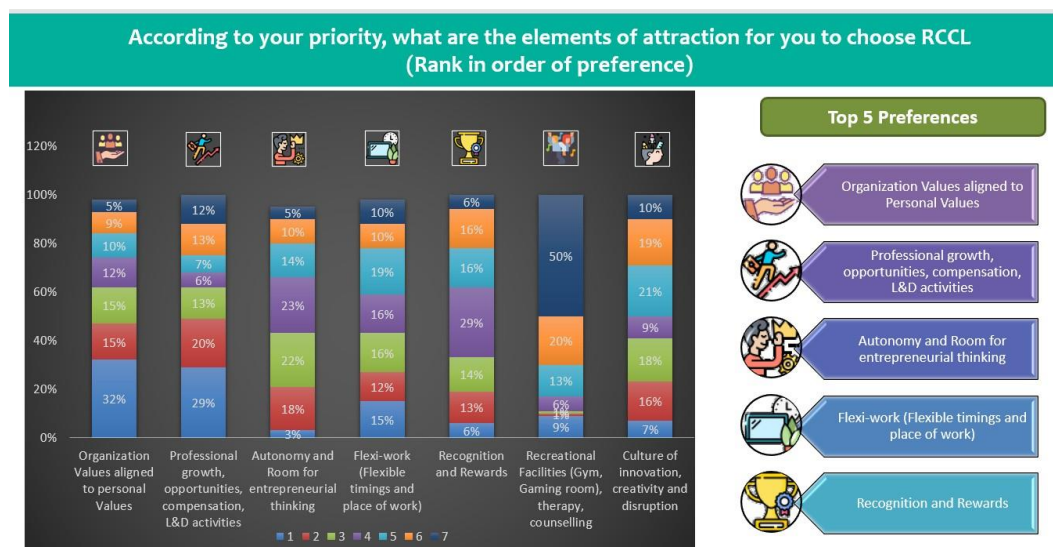 According to your priority, what are the elements of attraction for you to choose RCCL
(Rank in order of preference)
120%
100%
80%
60%
40%
20%
0%
5%
9%
10%
12%
15%
15%
32%
12%
13%
7%
6%
13%
20%
29%
5%
10%
14%
23%
22%
18%
3%
10%
10%
19%
16%
16%
12%
15%
6%
16%
16%
29%
14%
13%
6%
50%
20%
13%
6%
1%
1%
9%
10%
19%
21%
9%
18%
16%
7%
Organization
Values aligned
to personal
Values
Professional
growth,
opportunities,
compensation,
L&D activities
Autonomy and
Room for
entrepreneurial
thinking
Flexi-work
(Flexible
timings and
place of work)
Recognition
and Rewards
Recreational
Facilities (Gym,
Gaming room),
therapy,
counselling
Culture of
innovation,
creativity and
disruption
1 2 3 4 5 6 7
Top 5 Preferences
Organization Values aligned to
Personal Values
Professional growth,
opportunities, compensation,
L&D activities
Autonomy and Room for
entrepreneurial thinking
Flexi-work (Flexible timings and
place of work)
Recognition and Rewards